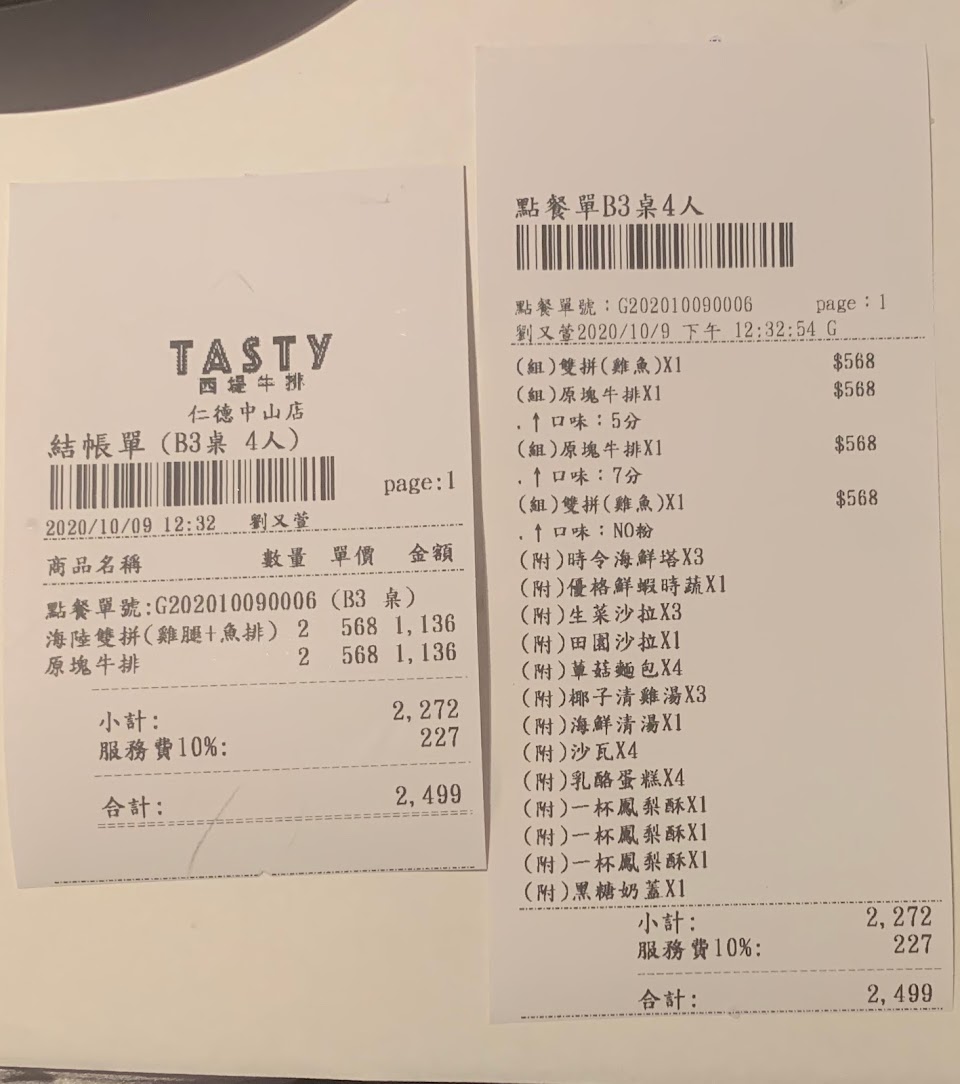 TASTY
西堤牛排
仁德中山店
結帳單(B3桌 4人)
page:1
2020/10/09 12:32 劉又萱
商品名稱 數量 單價 金額
點餐單號:G202010090006 (B3 桌)
海陸雙拼(雞腿+魚排) 2 568 1,136
原塊牛排 2 568 1,136
小計: 2,272
服務費10%: 227
合計: 2,499
點餐單B3桌4人
點餐單號:G202010090006 page:1
劉又萱2020/10/9 下午 12:32:54 G
(組)雙拼(雞魚)X1 $568
(組)原塊牛排X1 $568
.↑口味:5分
(組)原塊牛排X1 $568
.↑口味:7分
(組)雙拼(雞魚)X1 $568
.↑口味:NO粉
(附)時令海鮮塔X3
(附)優格鮮蝦時蔬X1
(附)生菜沙拉X3
(附)田園沙拉X1
(附)蕈菇麵包X4
(附)椰子清雞湯X3
(附)海鮮清湯X1
(附)沙瓦X4
(附)乳酪蛋糕X4
(附)一杯鳳梨酥X1
(附)一杯鳳梨酥X1
(附)一杯鳳梨酥X1
(附)黑糖奶蓋X1
小計: 2,272
服務費10%: 227
合計: 2,499